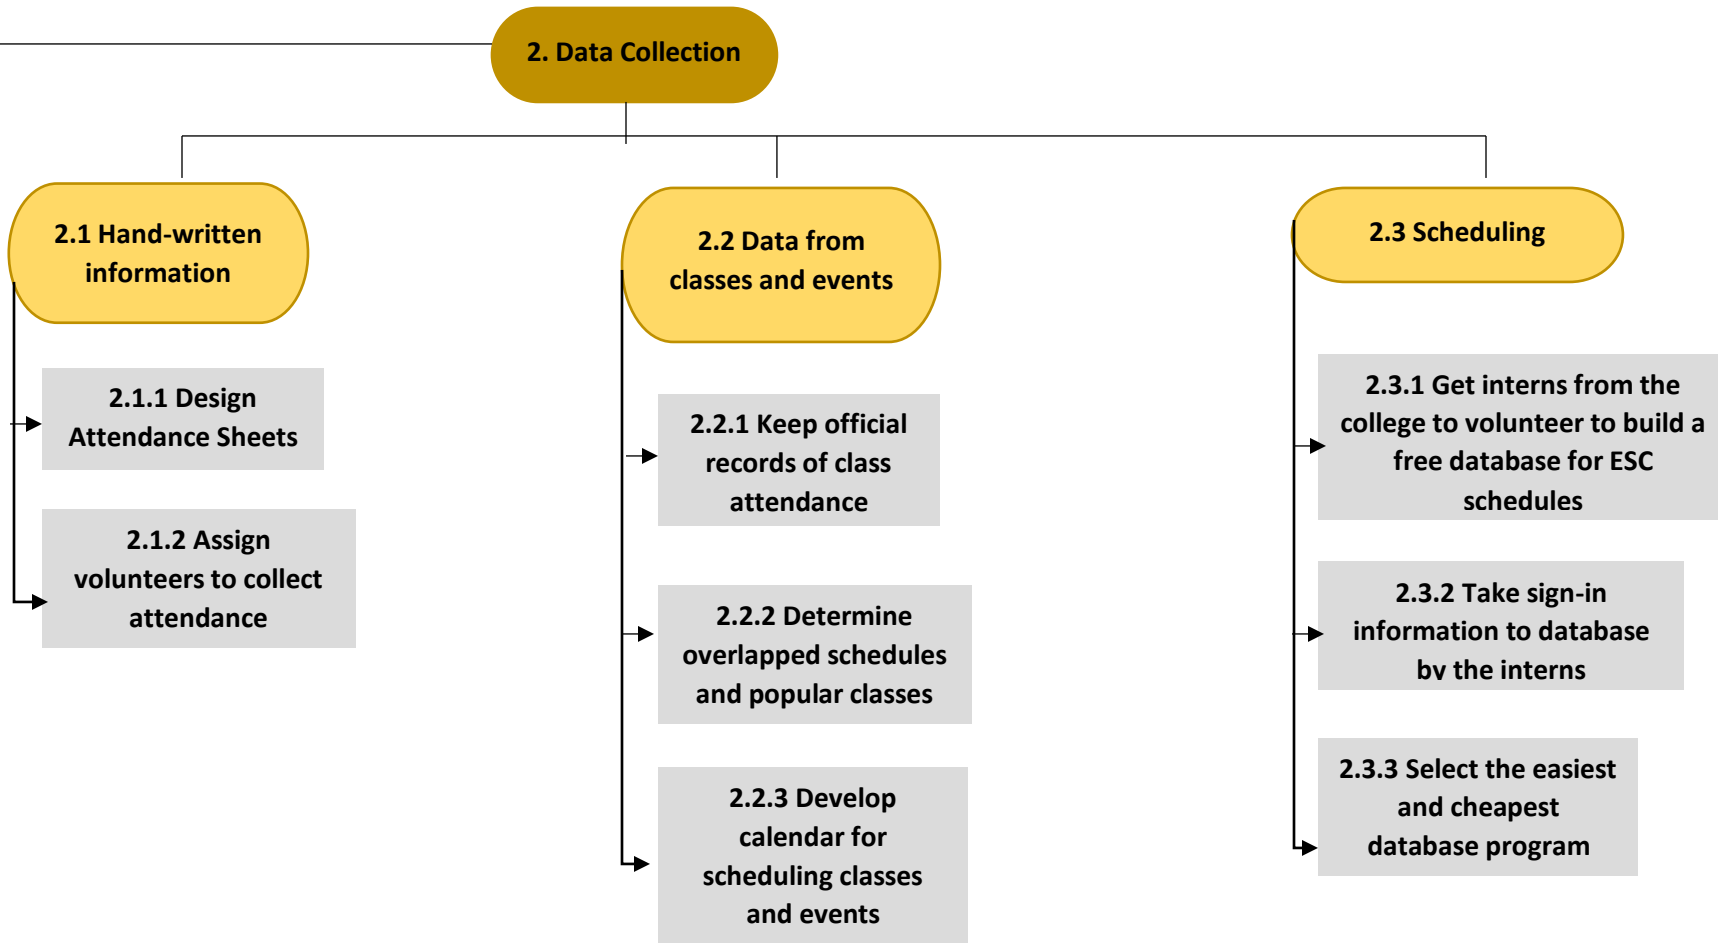 2. Data Collection
2.1 Hand-written
information
2.1.1 Design
Attendance Sheets
2.1.2 Assign
volunteers to collect
attendance
2.2 Data from
classes and events
2.2.1 Keep official
records of class
attendance
2.2.2 Determine
overlapped schedules
and popular classes
2.2.3 Develop
calendar for
scheduling classes
and events
2.3 Scheduling
2.3.1 Get interns from the
college to volunteer to build a
free database for ESC
schedules
2.3.2 Take sign-in
information to database
by the interns
2.3.3 Select the easiest
and cheapest
database program